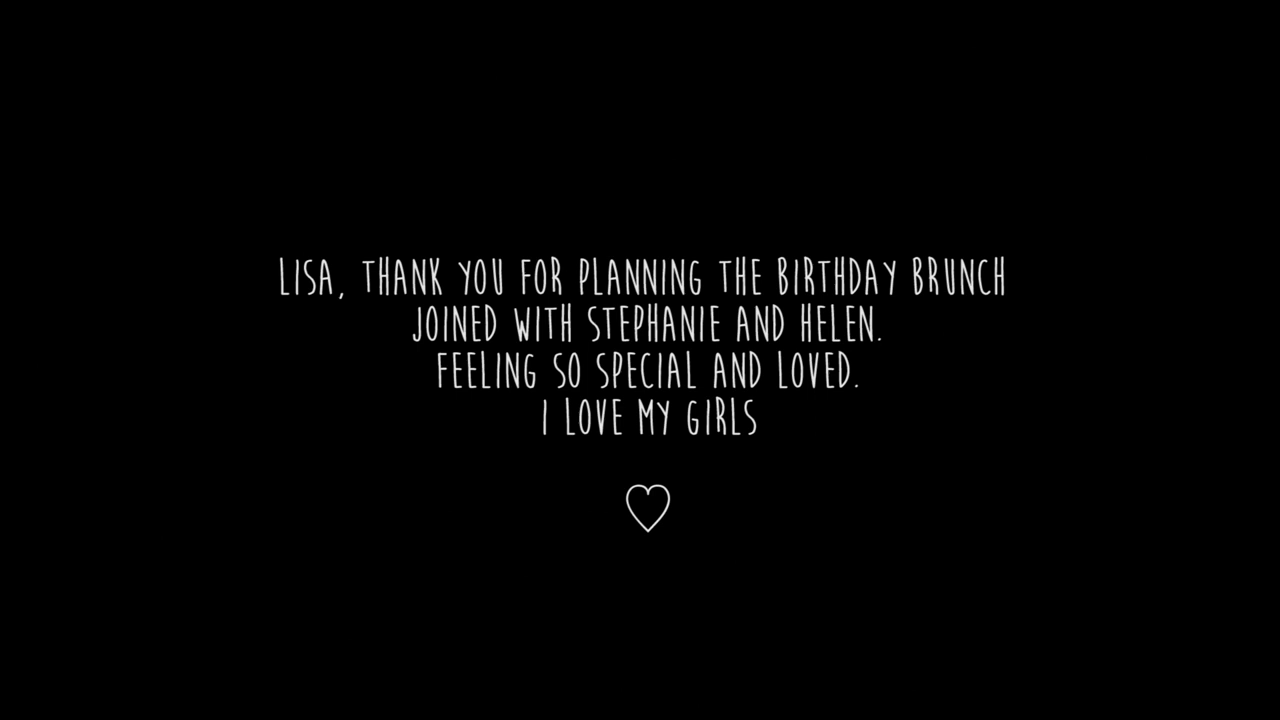 LISA, THANK YOU FOR PLANNING THE BIRTHDAY BRUNCH
JOINED WITH STEPHANIE AND HELEN.
FEELING SO SPECIAL AND LOVED.
I LOVE MY GIRLS